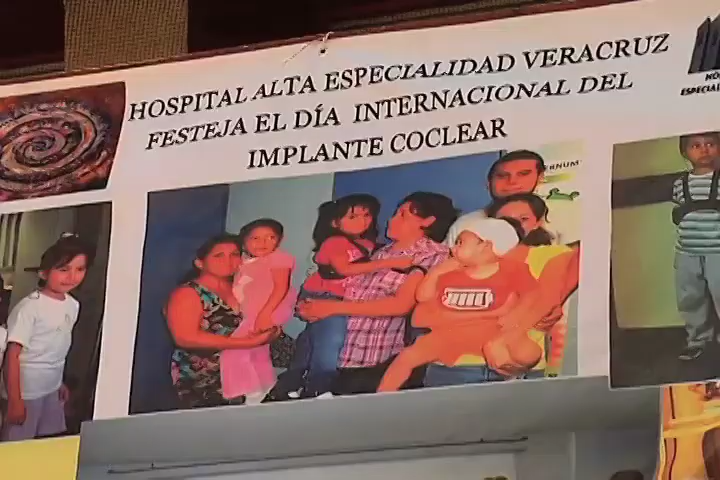 HOSPITAL ALTA ESPECIALIDAD VERACRUZ
FESTEJA EL DÍA INTERNACIONAL DEL
IMPLANTE COCLEAR